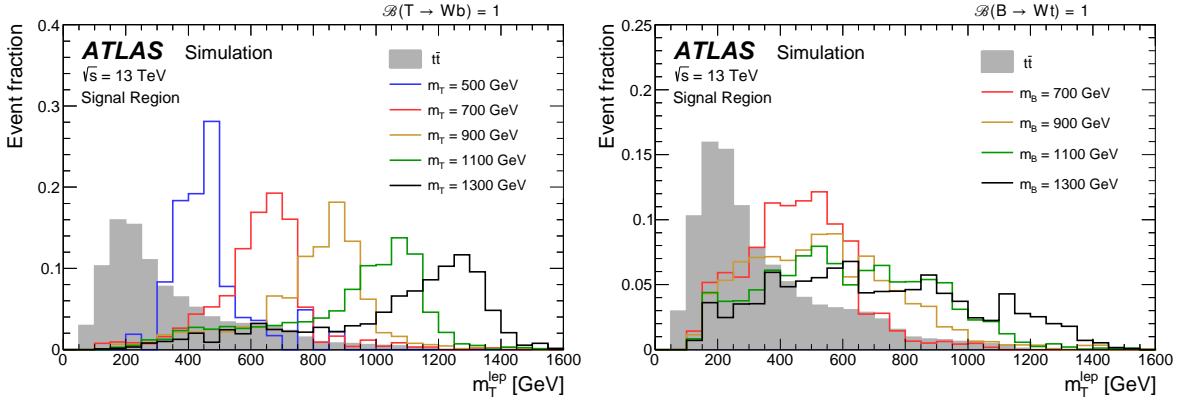 ℬ(T → Wb) = 1
Event fraction
0.4
0.3
0.2
0.1
0
ATLAS Simulation
√s = 13 TeV
Signal Region
tt̄
m_T = 500 GeV
m_T = 700 GeV
m_T = 900 GeV
m_T = 1100 GeV
m_T = 1300 GeV
0 200 400 600 800 1000 1200 1400 1600
m_T^lep [GeV]
ℬ(B → Wt) = 1
Event fraction
0.25
0.2
0.15
0.1
0.05
0
ATLAS Simulation
√s = 13 TeV
Signal Region
tt̄
m_B = 700 GeV
m_B = 900 GeV
m_B = 1100 GeV
m_B = 1300 GeV
0 200 400 600 800 1000 1200 1400 1600
m_T^lep [GeV]